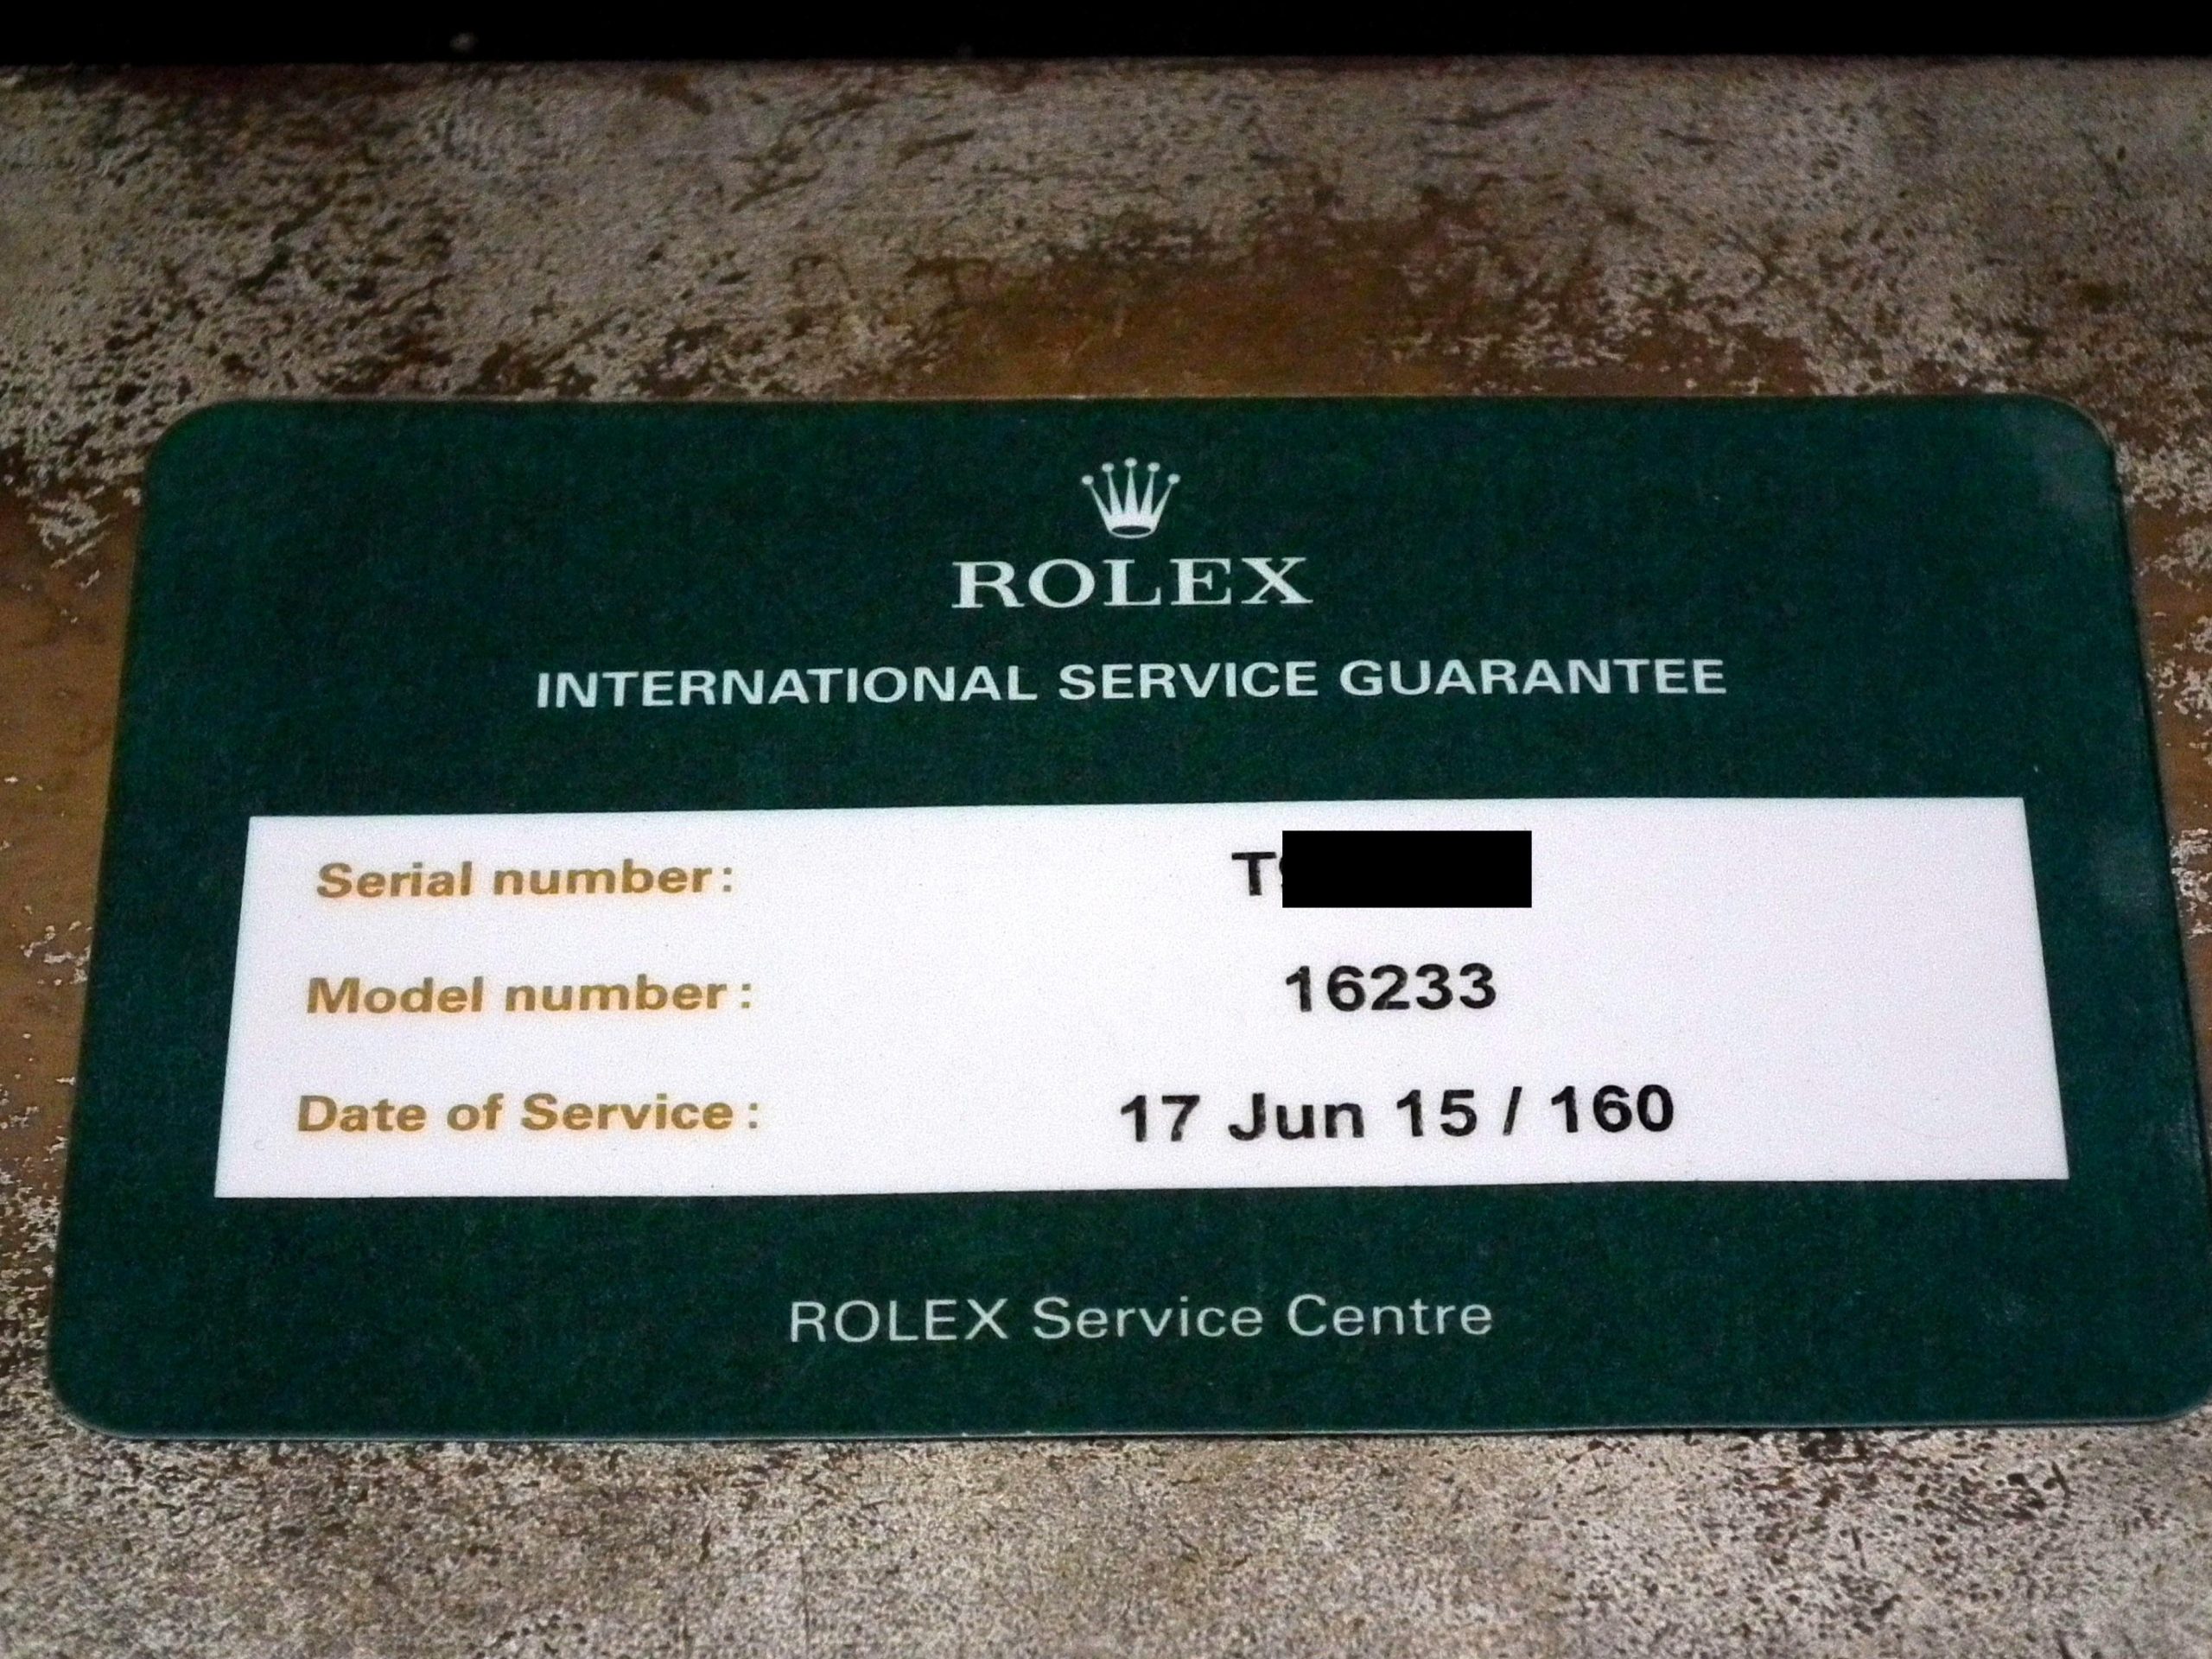 ROLEX
INTERNATIONAL SERVICE GUARANTEE
Serial number: T
Model number: 16233
Date of Service: 17 Jun 15 / 160
ROLEX Service Centre